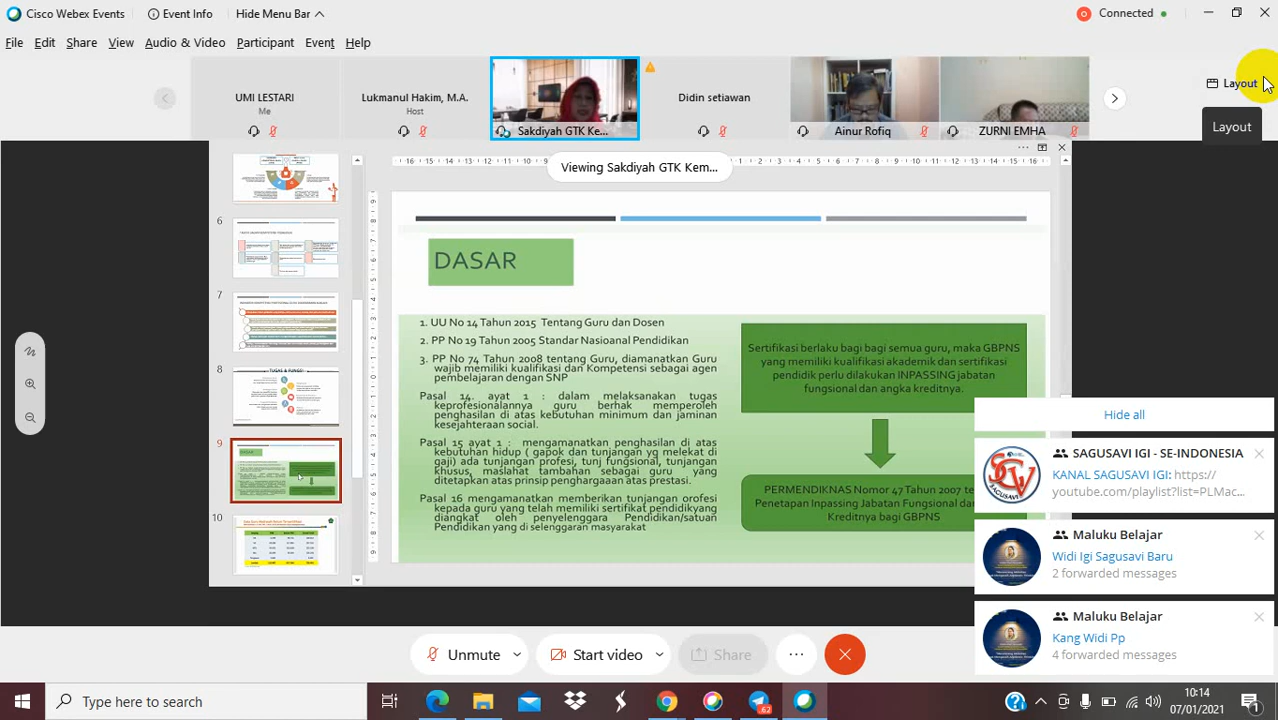 Cisco Webex Events
Event Info
Hide Menu Bar
Connected
File
Edit
Share
View
Audio & Video
Participant
Event
Help
UMI LESTARI
Me
Lukmanul Hakim, M.A.
Host
Sakdiyah GTK Ke...
Didin setiawan
Ainur Rofiq
ZURNI EMHA
Layout
Layout
Viewing Sakdiyah GTK Kem...
6
7
8
TUGAS & FUNGSI
9
10
DASAR
1. UU No 14 Tahun 2015 Tentang Guru dan Dosen
2. PP No 19 Tahun 2005 Standar Nasioanal Pendidikan
3. PP No 74 Tahun 2008 tentang Guru, diamanatkan Guru
wajib memiliki kualifikasi dan Kompetensi sebagai agen
pembelajaran dengan SNP
Pasal 14. ayat 1 : dalam melaksanakan tugas
keprofesionalannya guru berhak memperoleh
penghasilan di atas kebutuhan minimum dan jaminan
kesejahteraan social.
Pasal 15 ayat 1 : mengamanatkan penghasilan di atas
kebutuhan hidup ( gapok dan tunjangan yg melekat di
gaji) ada tunjangan profesi, tunj fungsional, tunjangan
khusus, maslahat tambahan sebagai guru yang
ditetapkan atas prinsip penghargaaan atas prestasi.
Pasal 16 mengamanatkan memberikan tunjangan profesi
kepada guru yang telah memiliki sertifikat pendidikyang
diangkat oleh penyelenggara Pendidikan/satuan
Pendidikan yang di selenggaran masyarakat
Sertifikasi berlaku bagi bagi semua guru, maka GBPNS
yang memiliki kualifikasi akademik dan sertifikasi
pendidik perlu dilakukan INPASSING jabatan
fungsional dan angka kreditnya.
PERMENDIKNAS Nomor 47 Tahun 2007 te
Penetapan Inpassing Jabatan Fungsional dan
Kreditnya bagi GBPNS
Hide all
SAGUSAVI IGI - SE-INDONESIA
KANAL SAGUSAVI IGI: https://
youtube.com/playlist?list=PLMac...
Maluku Belajar
Widi Igi Sagusavi Baru
2 forwarded messages
Maluku Belajar
Kang Widi Pp
4 forwarded messages
Unmute
Start video
Share
Type here to search
62
10:14
07/01/2021
1